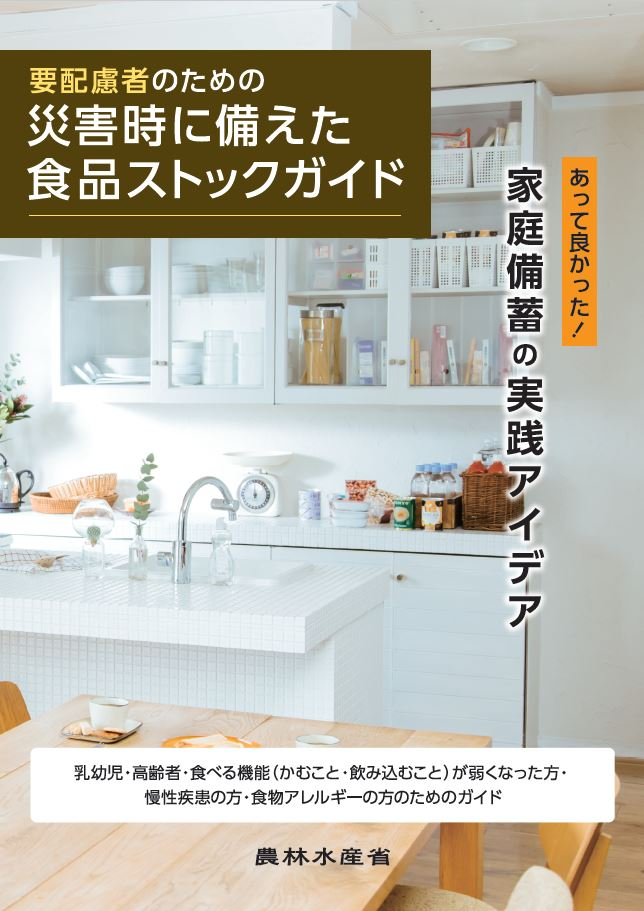 要配慮者のための
災害時に備えた
食品ストックガイド
あって良かった!
家庭備蓄の実践アイデア
乳幼児・高齢者・食べる機能(かむこと・飲み込むこと)が弱くなった方・
慢性疾患の方・食物アレルギーの方のためのガイド
農林水産省